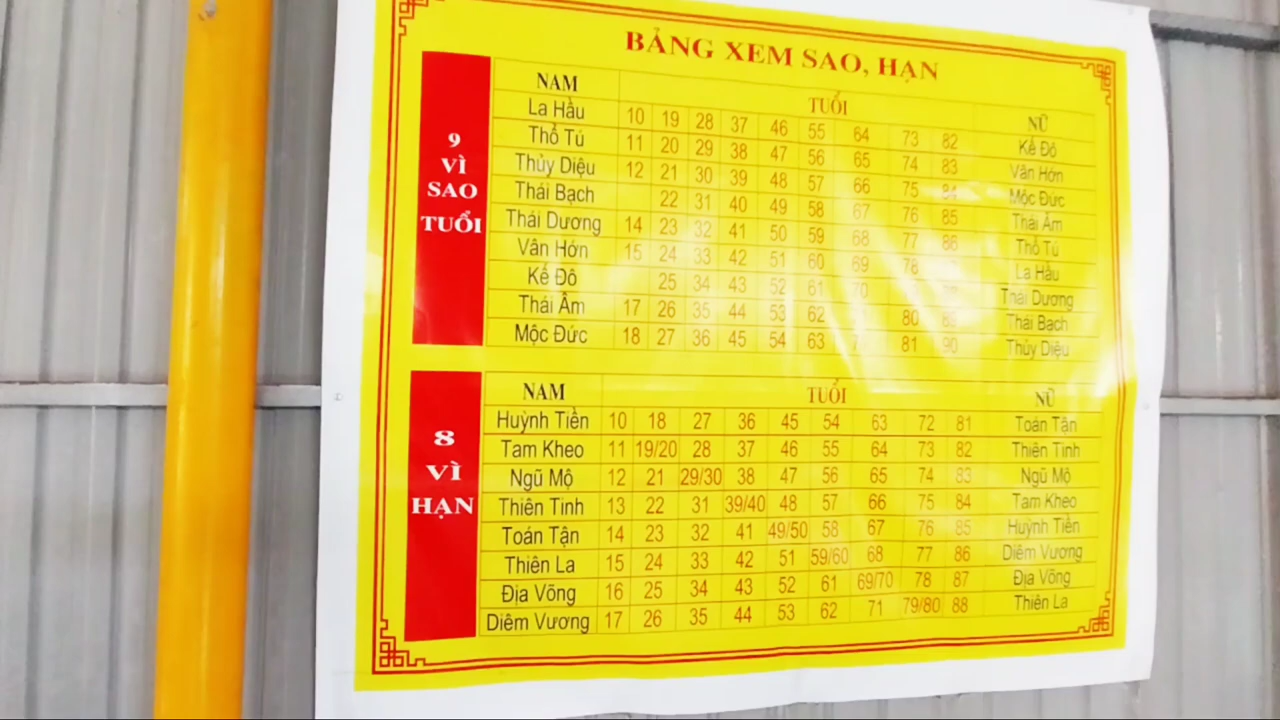 BẢNG XEM SAO, HẠN
9
VÌ
SAO
TUỔI
NAM TUỔI NỮ
La Hầu 10 19 28 37 46 55 64 73 82 Kế Đô
Thổ Tú 11 20 29 38 47 56 65 74 83 Vân Hớn
Thủy Diệu 12 21 30 39 48 57 66 75 84 Mộc Đức
Thái Bạch 22 31 40 49 58 67 76 85 Thái Âm
Thái Dương 14 23 32 41 50 59 68 77 86 Thổ Tú
Vân Hớn 15 24 33 42 51 60 69 78 La Hầu
Kế Đô 25 34 43 52 61 70 Thái Dương
Thái Âm 17 26 35 44 53 62 80 Thái Bạch
Mộc Đức 18 27 36 45 54 63 81 90 Thủy Diệu
8
VÌ
HẠN
NAM TUỔI NỮ
Huỳnh Tiền 10 18 27 36 45 54 63 72 81 Toán Tận
Tam Kheo 11 19/20 28 37 46 55 64 73 82 Thiên Tinh
Ngũ Mộ 12 21 29/30 38 47 56 65 74 83 Ngũ Mộ
Thiên Tinh 13 22 31 39/40 48 57 66 75 84 Tam Kheo
Toán Tận 14 23 32 41 49/50 58 67 76 85 Huỳnh Tiền
Thiên La 15 24 33 42 51 59/60 68 77 86 Diêm Vương
Địa Võng 16 25 34 43 52 61 69/70 78 87 Địa Võng
Diêm Vương 17 26 35 44 53 62 71 79/80 88 Thiên La